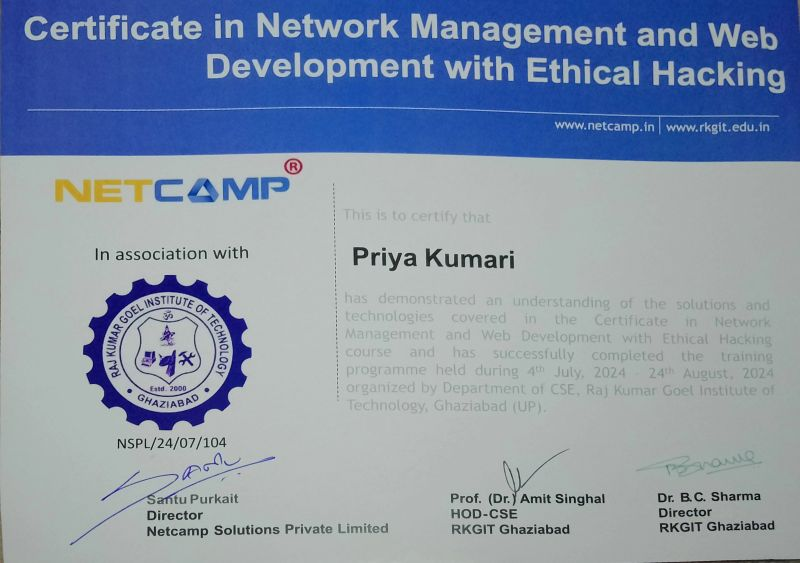 Certificate in Network Management and Web
Development with Ethical Hacking
www.netcamp.in | www.rkgit.edu.in
NETCAMP®
In association with
RAJ KUMAR GOEL INSTITUTE OF TECHNOLOGY
ॐ
Estd. 2000
GHAZIABAD
NSPL/24/07/104
This is to certify that
Priya Kumari
has demonstrated an understanding of the solutions and
technologies covered in the Certificate in Network
Management and Web Development with Ethical Hacking
course and has successfully completed the training
programme held during 4th July, 2024 - 24th August, 2024
organized by Department of CSE, Raj Kumar Goel Institute of
Technology, Ghaziabad (UP).
Santu Purkait
Director
Netcamp Solutions Private Limited
Prof. (Dr.) Amit Singhal
HOD-CSE
RKGIT Ghaziabad
BSharma
Dr. B.C. Sharma
Director
RKGIT Ghaziabad